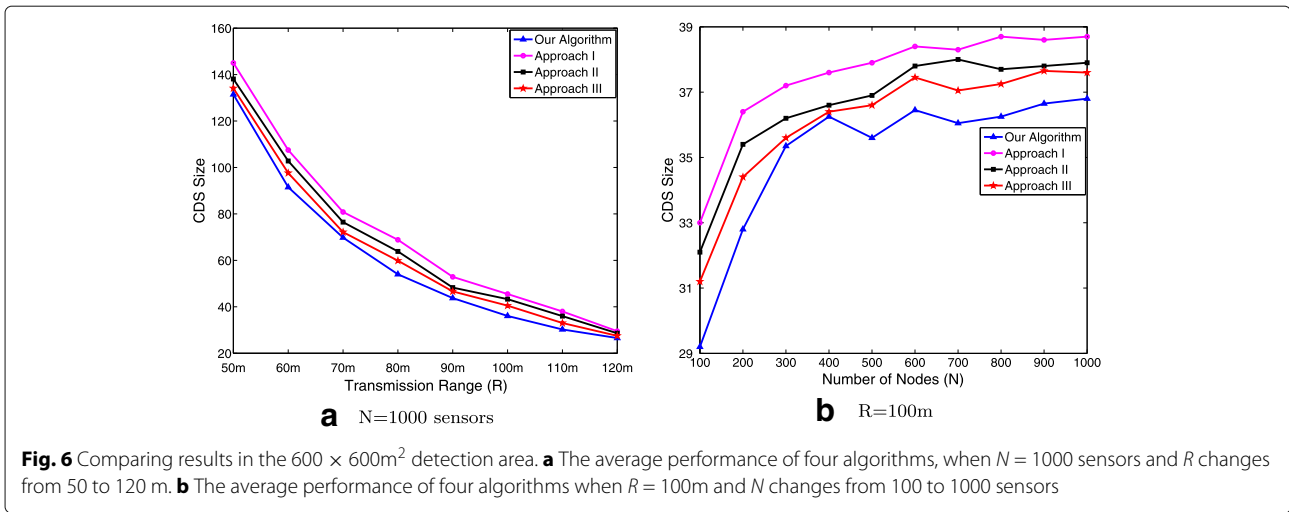 160
140
120
100
80
60
40
20
CDS Size
50m 60m 70m 80m 90m 100m 110m 120m
Transmission Range (R)
Our Algorithm
Approach I
Approach II
Approach III
a N=1000 sensors
39
37
35
33
31
29
CDS Size
100 200 300 400 500 600 700 800 900 1000
Number of Nodes (N)
Our Algorithm
Approach I
Approach II
Approach III
b R=100m
Fig. 6 Comparing results in the 600 × 600m² detection area. a The average performance of four algorithms, when N = 1000 sensors and R changes
from 50 to 120 m. b The average performance of four algorithms when R = 100m and N changes from 100 to 1000 sensors